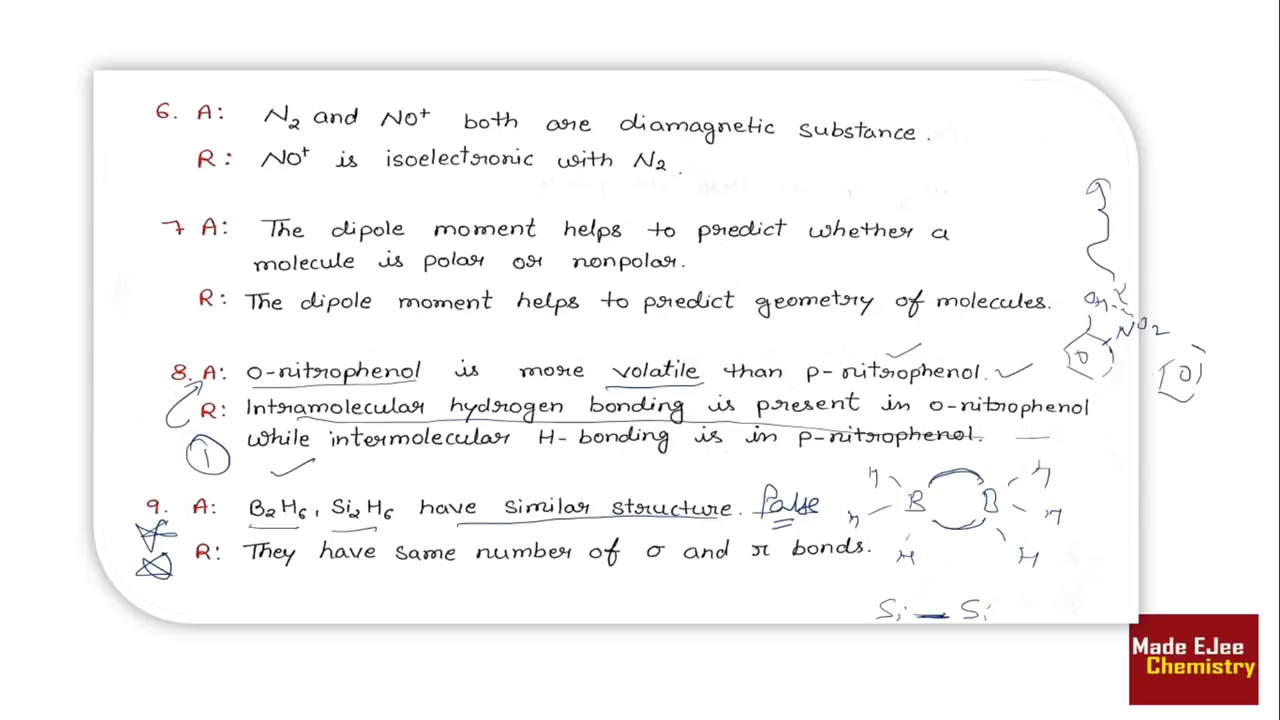 6. A: N2 and NO+ both are diamagnetic substance.
R: NO+ is isoelectronic with N2.
7 A: The dipole moment helps to predict whether a
molecule is polar or nonpolar.
R: The dipole moment helps to predict geometry of molecules.
OH
NO2
8. A: O-nitrophenol is more volatile than p-nitrophenol.
R: Intramolecular hydrogen bonding is present in o-nitrophenol
while intermolecular H-bonding is in p-nitrophenol.
1
9. A: B2H6, Si2H6 have similar structure. false
R: They have same number of σ and π bonds.
H H
B B
H H
H H
Si — Si
Made EJee
Chemistry